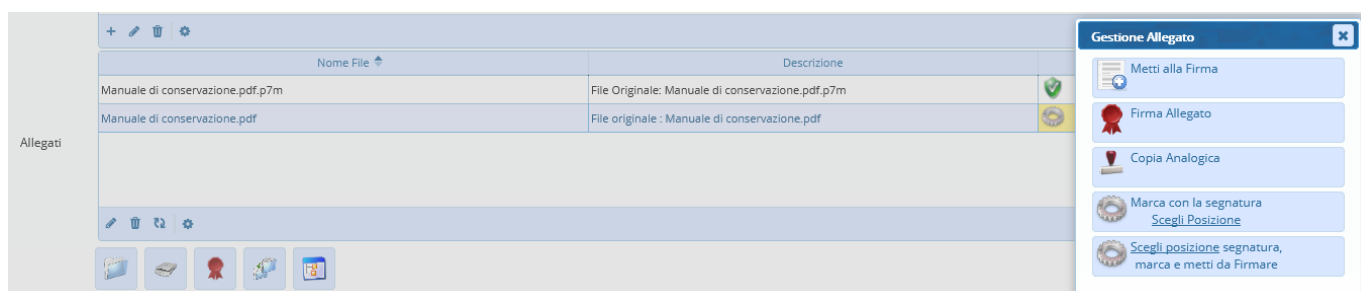 Gestione Allegato
Nome File
Descrizione
Metti alla Firma
Manuale di conservazione.pdf.p7m
File Originale: Manuale di conservazione.pdf.p7m
Manuale di conservazione.pdf
File originale : Manuale di conservazione.pdf
Firma Allegato
Allegati
Copia Analogica
Marca con la segnatura
Scegli Posizione
Scegli posizione segnatura,
marca e metti da Firmare